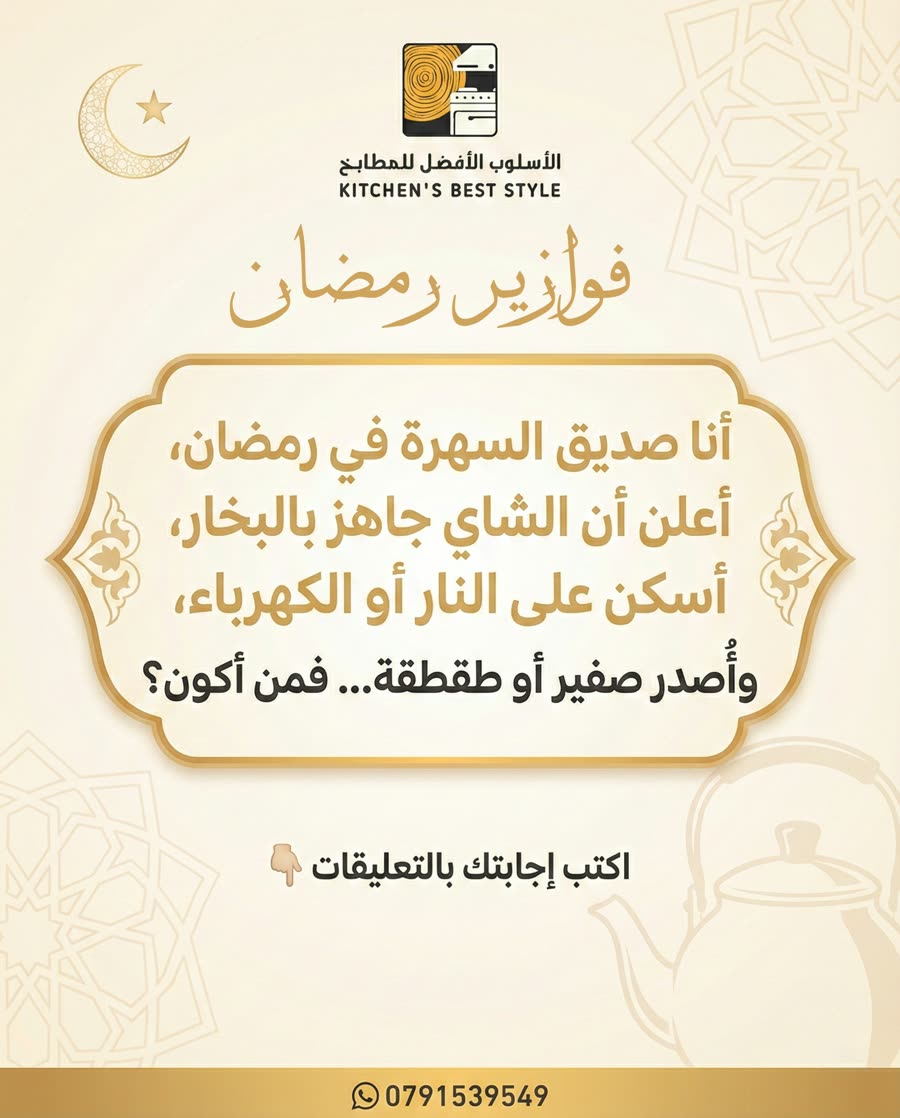 الأسلوب الأفضل للمطابخ
KITCHEN'S BEST STYLE
فوازير رمضان
أنا صديق السهرة في رمضان،
أعلن أن الشاي جاهز بالبخار،
أسكن على النار أو الكهرباء،
وأُصدر صفير أو طقطقة... فمن أكون؟
اكتب إجابتك بالتعليقات 👇🏼
0791539549